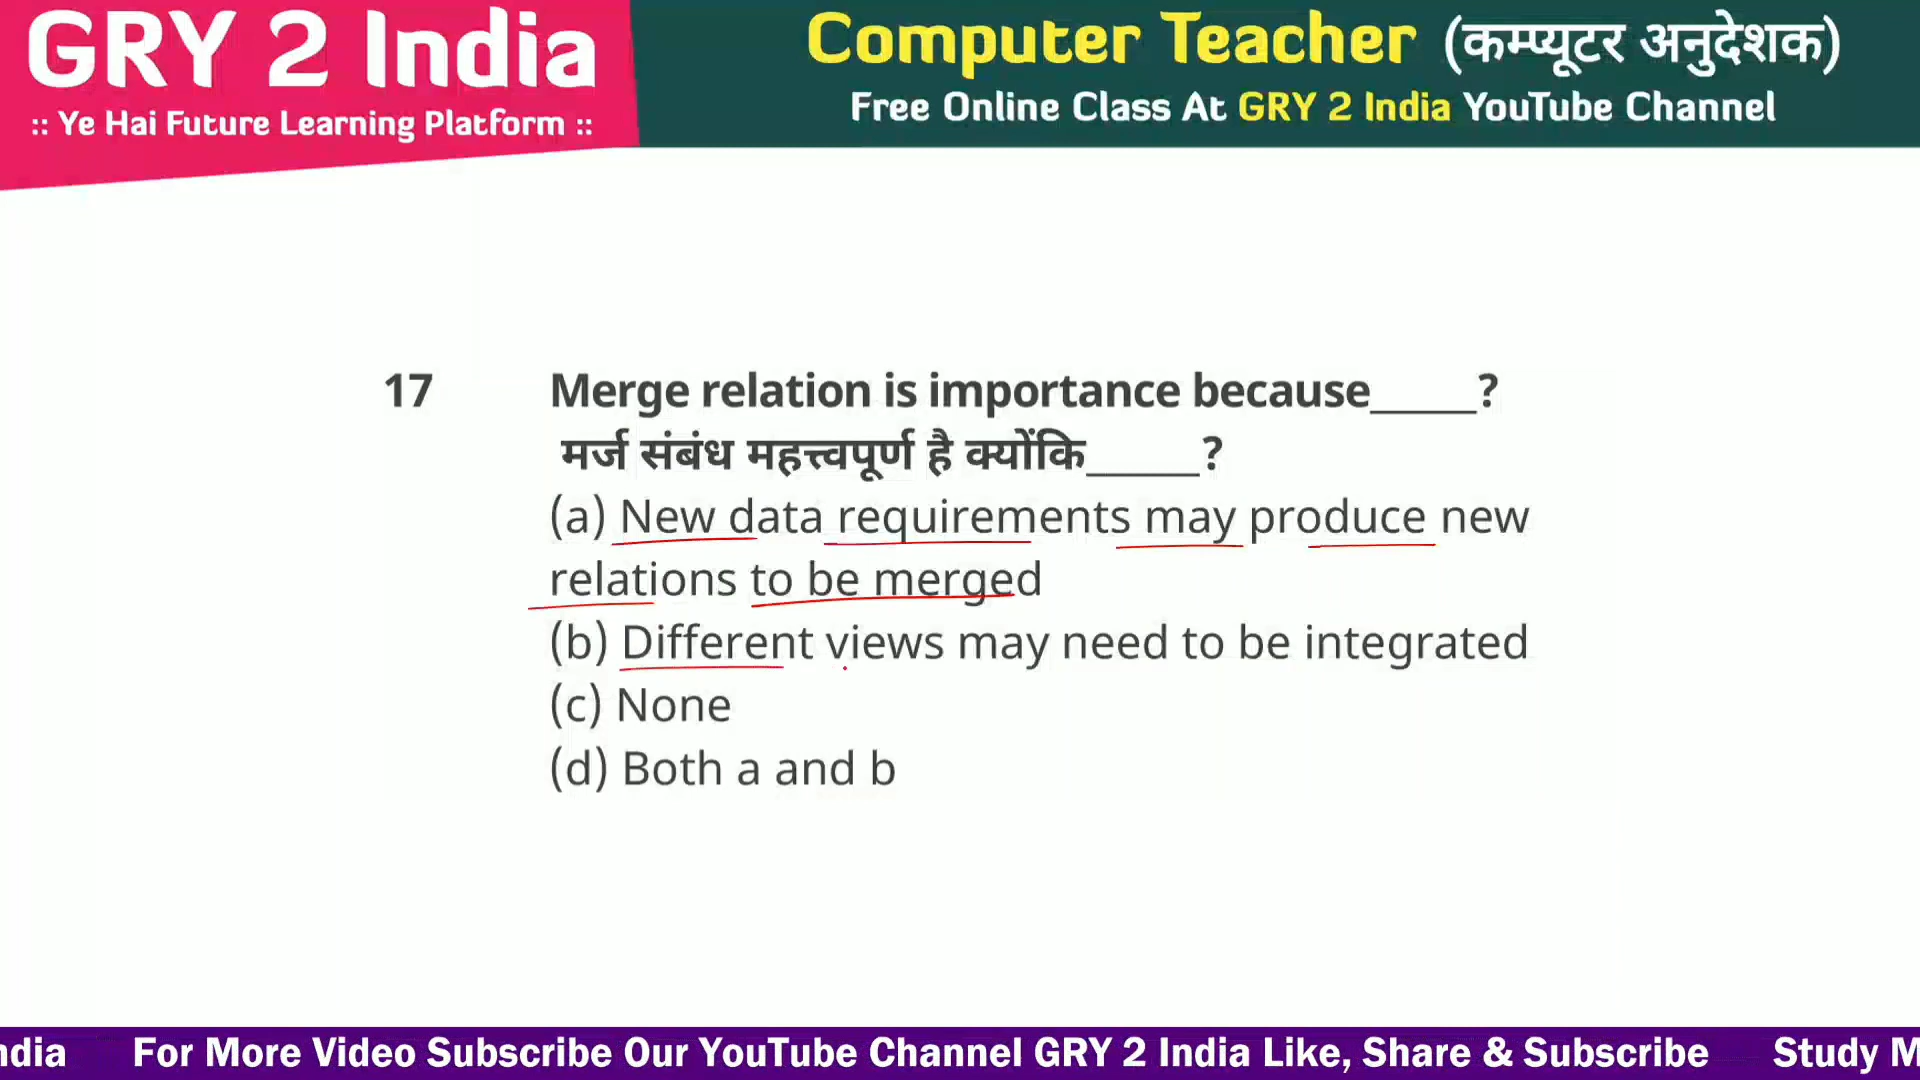 GRY 2 India
:: Ye Hai Future Learning Platform ::
Computer Teacher (कम्प्यूटर अनुदेशक)
Free Online Class At GRY 2 India YouTube Channel
17 Merge relation is importance because_____?
मर्ज संबंध महत्त्वपूर्ण है क्योंकि_____?
(a) New data requirements may produce new
relations to be merged
(b) Different views may need to be integrated
(c) None
(d) Both a and b
ndia For More Video Subscribe Our YouTube Channel GRY 2 India Like, Share & Subscribe Study M